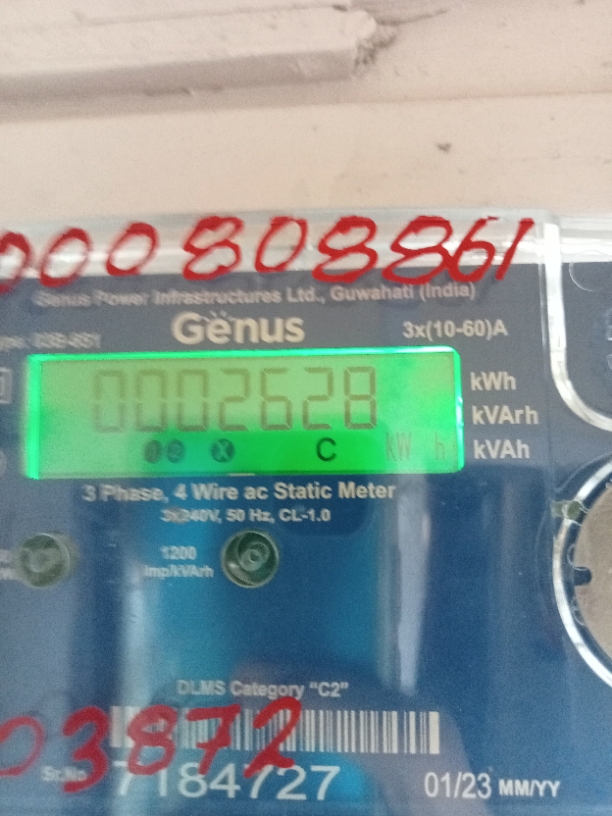 000808861
Genus Power Infrastructures Ltd., Guwahati (India)
Genus
3x(10-60)A
0002628
kWh
kVArh
kVAh
C kW h
3 Phase, 4 Wire ac Static Meter
3x240V, 50 Hz, CL-1.0
1200
imp/kVArh
DLMS Category "C2"
03872
Sr.No. 7184727
01/23 MM/YY